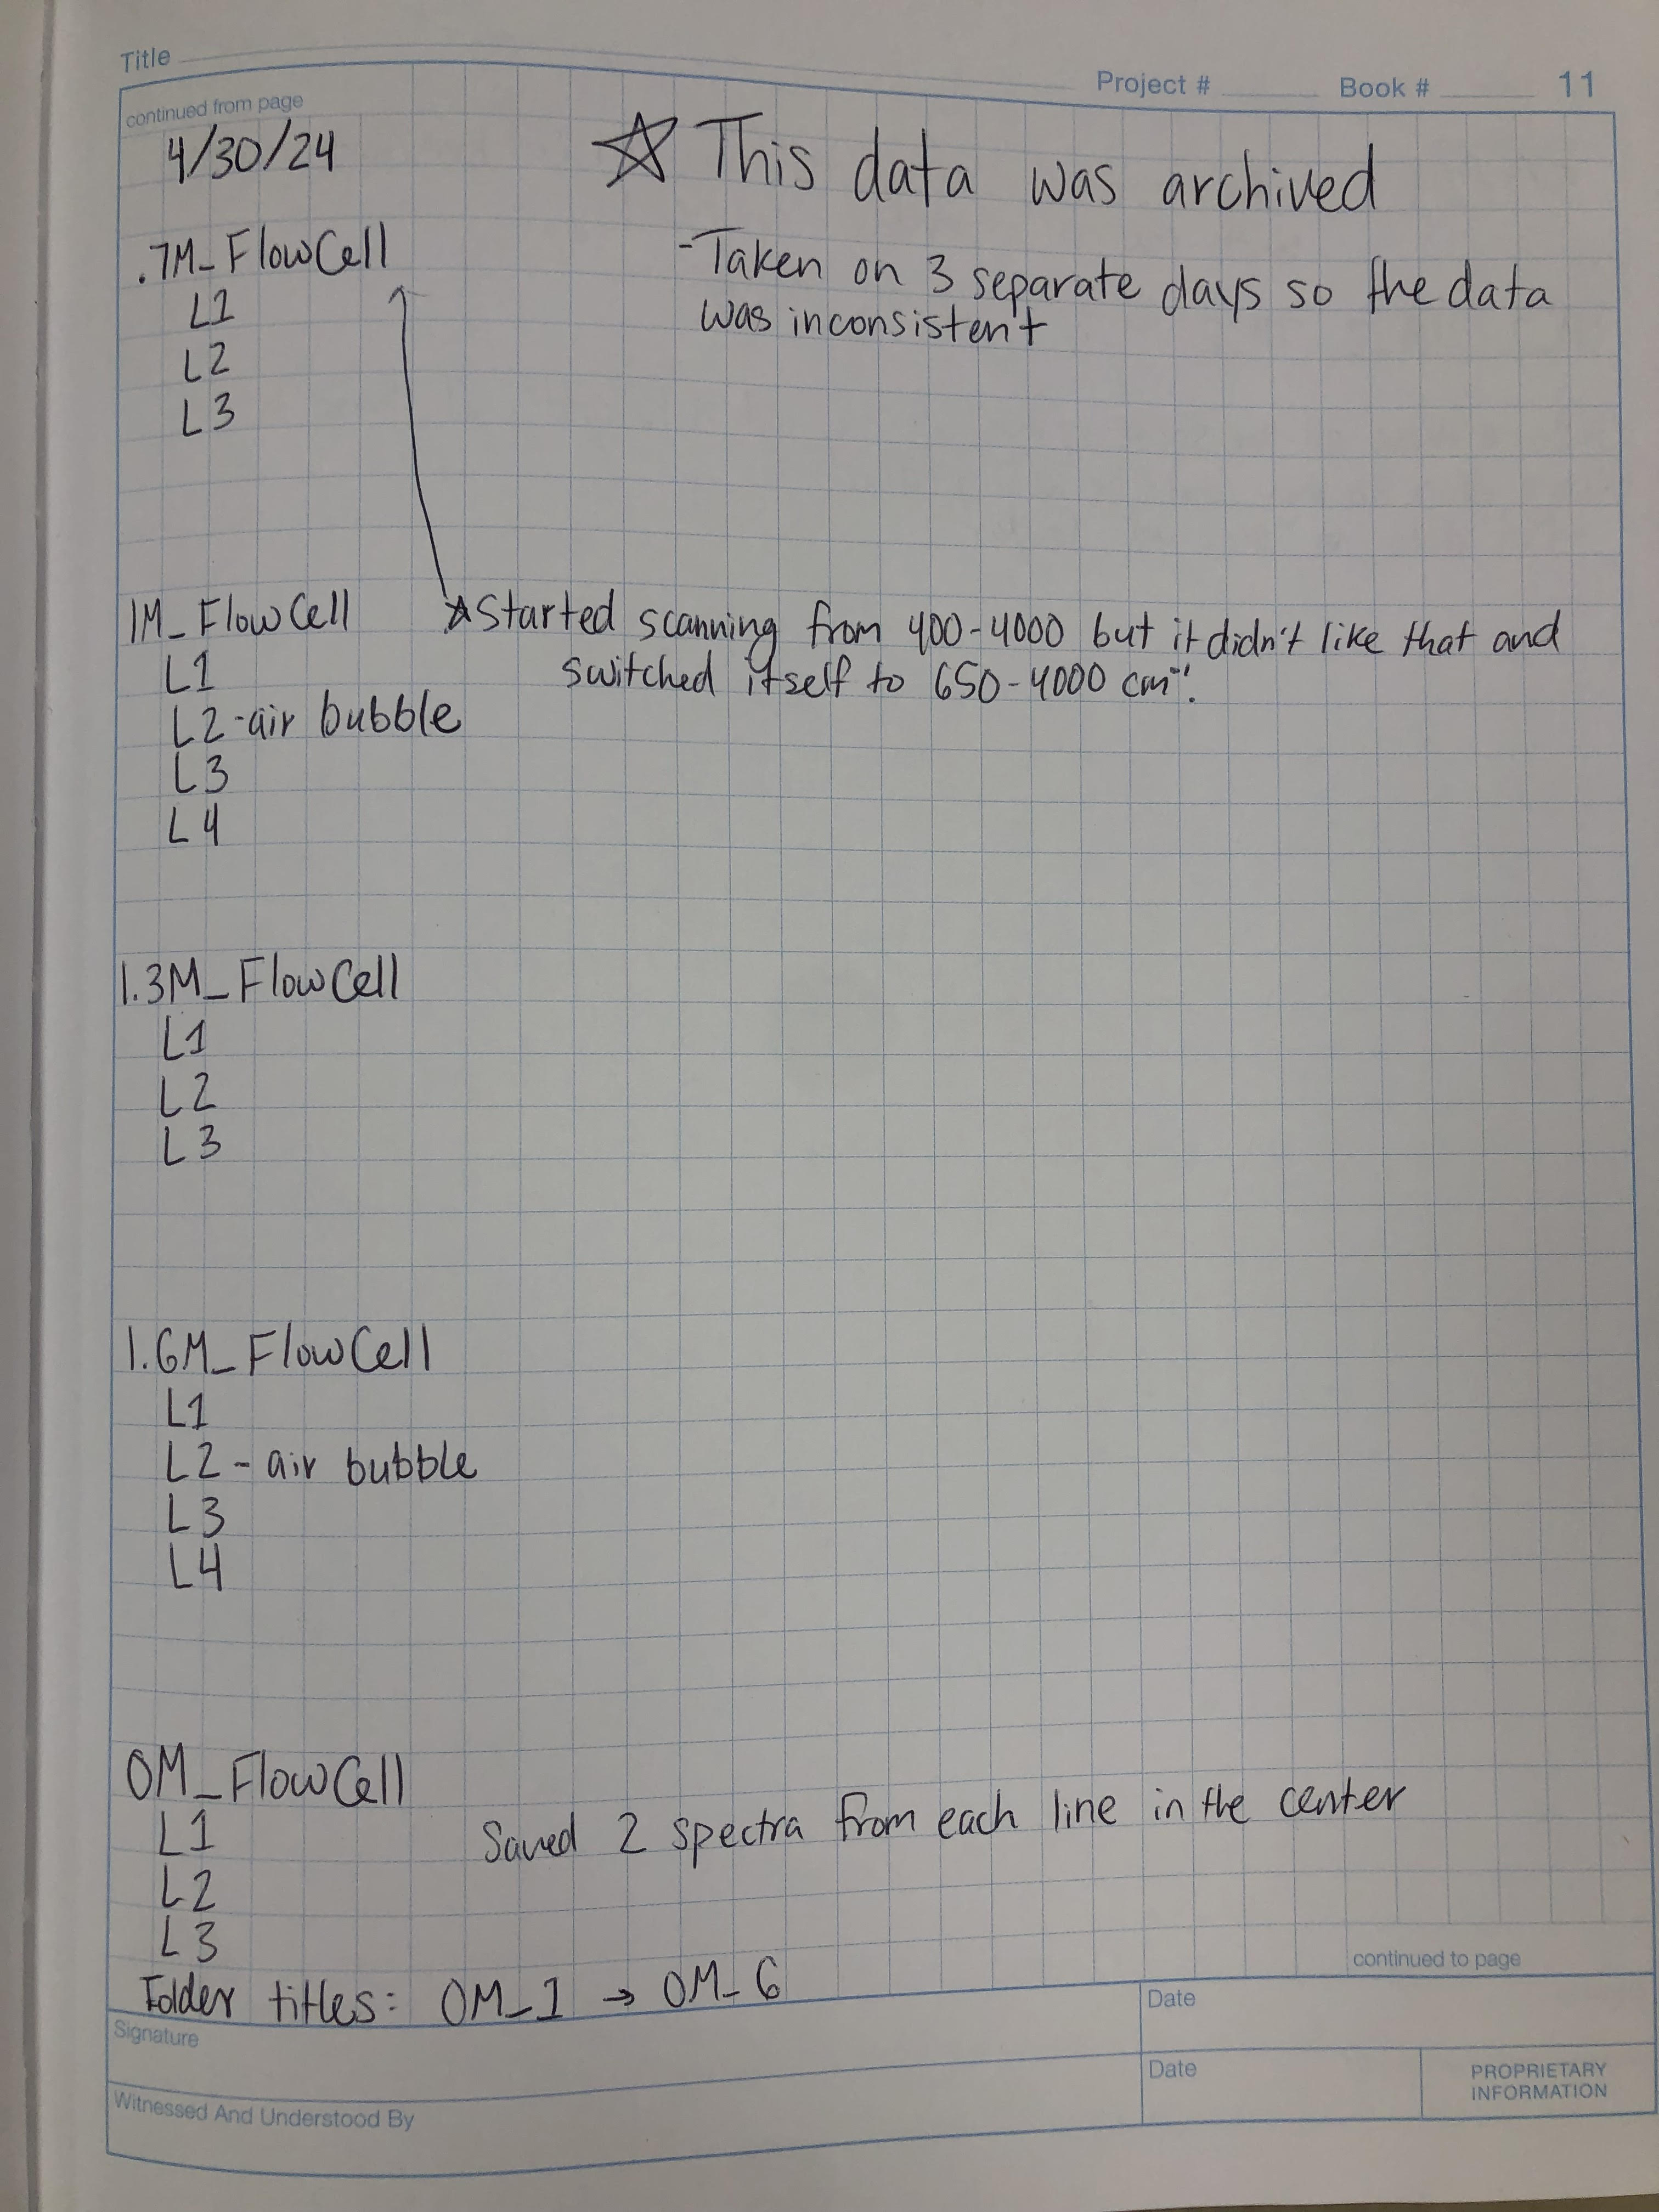 Title
Project # Book # 11
continued from page
4/30/24
☆ This data was archived
.7M_FlowCell
- Taken on 3 separate days so the data
was inconsistent
L1
L2
L3
1M_FlowCell
☆ Started scanning from 400-4000 but it didn't like that and
switched itself to 650-4000 cm⁻¹.
L1
L2 - air bubble
L3
L4
1.3M_FlowCell
L1
L2
L3
1.6M_FlowCell
L1
L2 - air bubble
L3
L4
0M_FlowCell
L1
Saved 2 spectra from each line in the center
L2
L3
continued to page
Folder titles: 0M_1 → 0M_6
Signature
Date
Witnessed And Understood By
Date
PROPRIETARY
INFORMATION